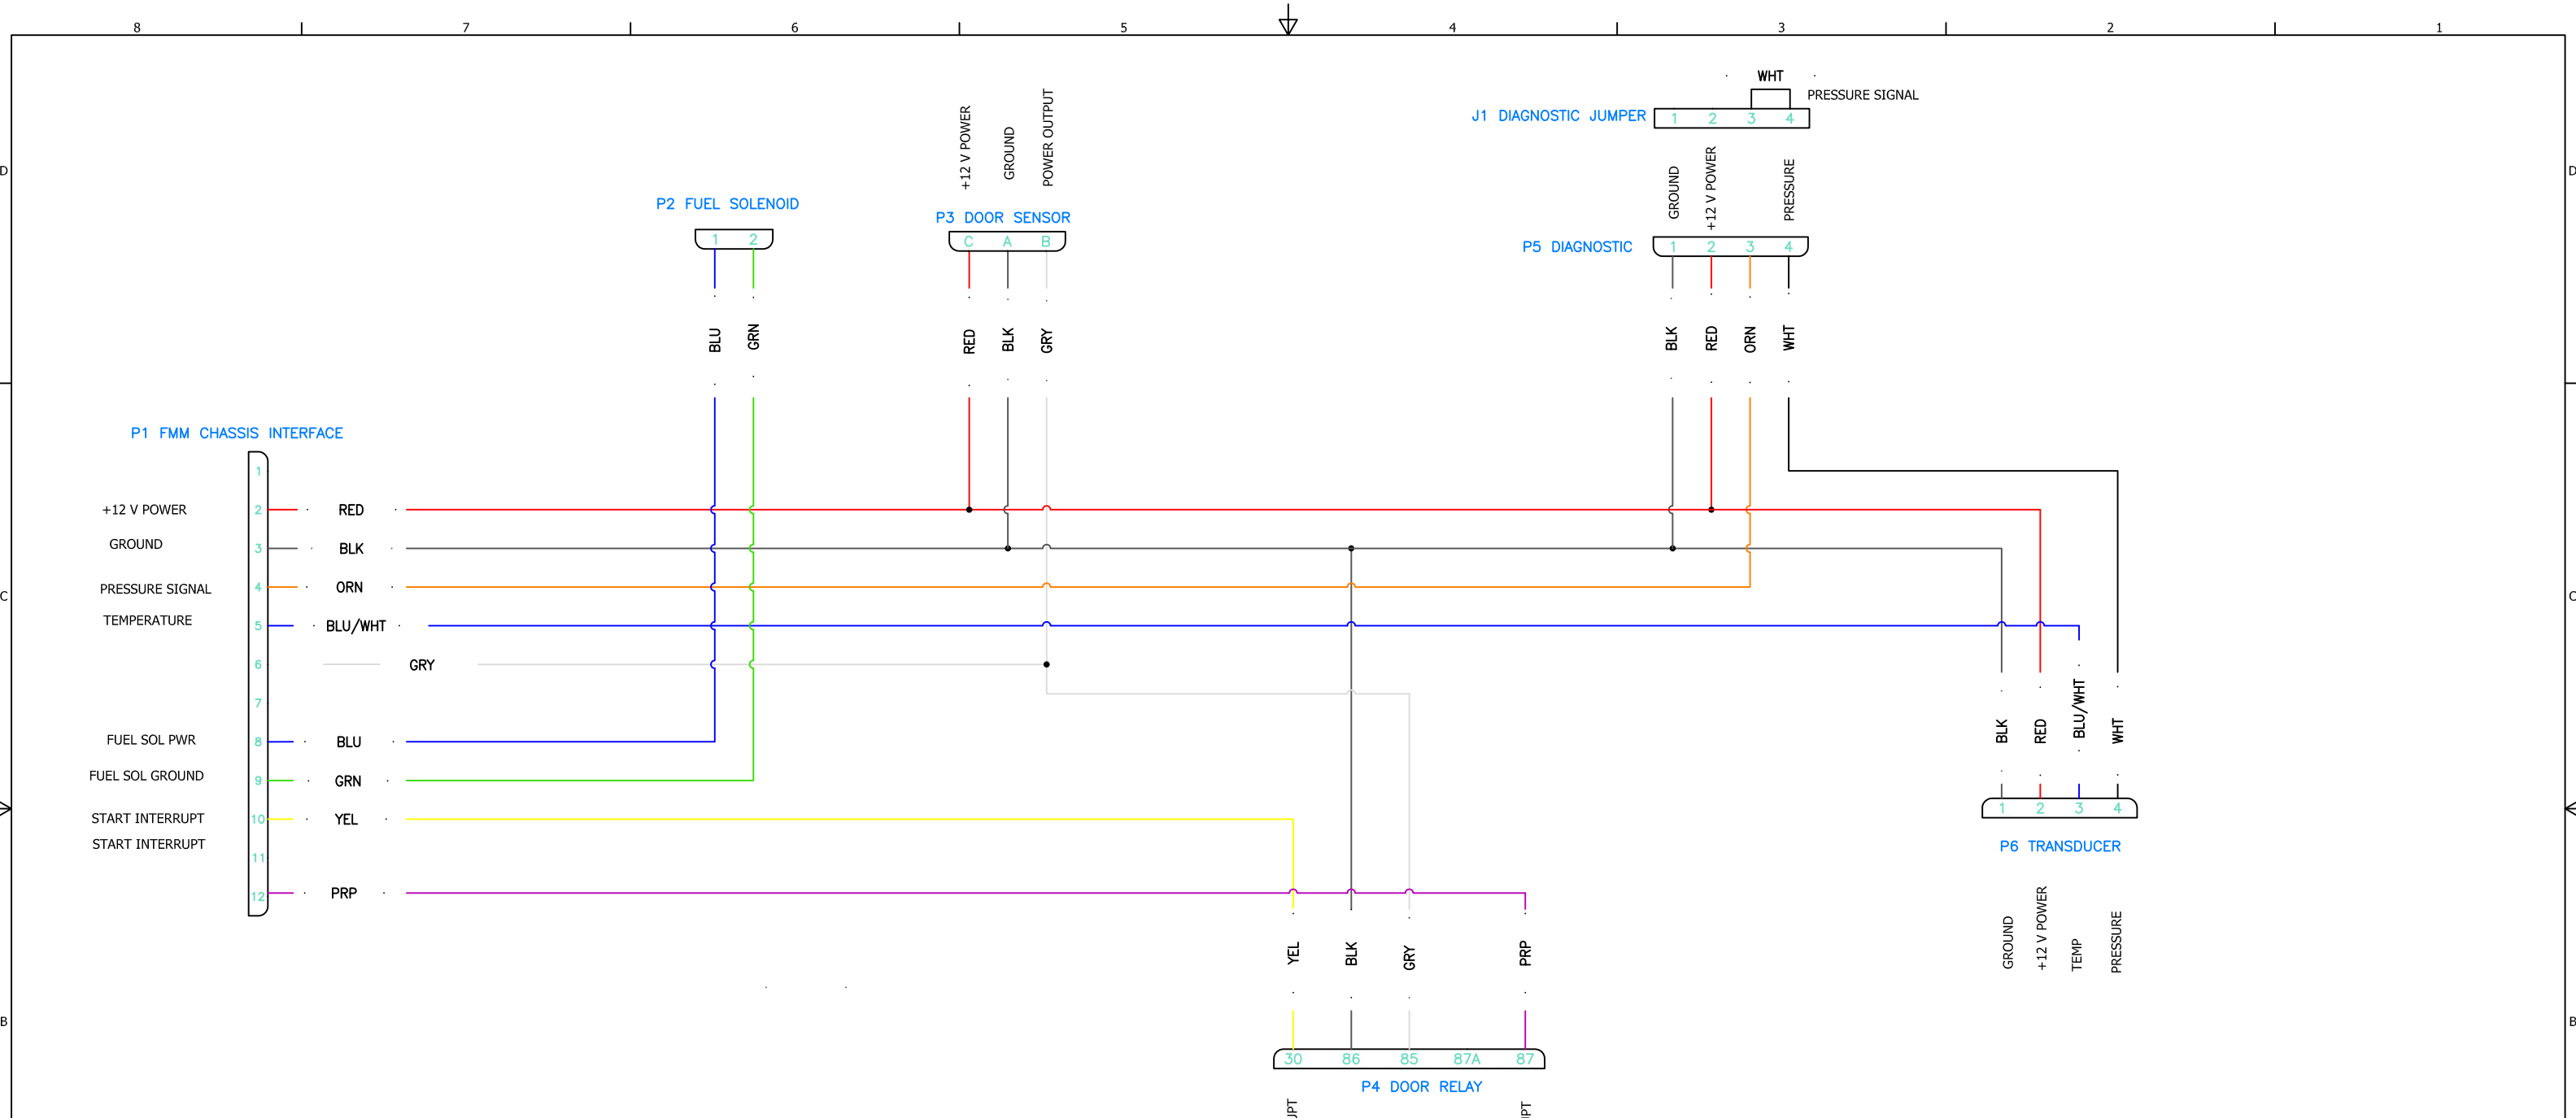 8 7 6 5 4 3 2 1
WHT
PRESSURE SIGNAL
J1 DIAGNOSTIC JUMPER
1 2 3 4
D
D
+12 V POWER
GROUND
POWER OUTPUT
GROUND
+12 V POWER
PRESSURE
P2 FUEL SOLENOID
1 2
P3 DOOR SENSOR
C A B
P5 DIAGNOSTIC
1 2 3 4
BLU
GRN
RED
BLK
GRY
BLK
RED
ORN
WHT
P1 FMM CHASSIS INTERFACE
1
+12 V POWER 2 RED
GROUND 3 BLK
PRESSURE SIGNAL 4 ORN
C
C
TEMPERATURE 5 BLU/WHT
6 GRY
7
FUEL SOL PWR 8 BLU
FUEL SOL GROUND 9 GRN
START INTERRUPT 10 YEL
START INTERRUPT 11
12 PRP
BLK
RED
BLU/WHT
WHT
1 2 3 4
P6 TRANSDUCER
GROUND
+12 V POWER
TEMP
PRESSURE
YEL
BLK
GRY
PRP
B
B
30 86 85 87A 87
P4 DOOR RELAY